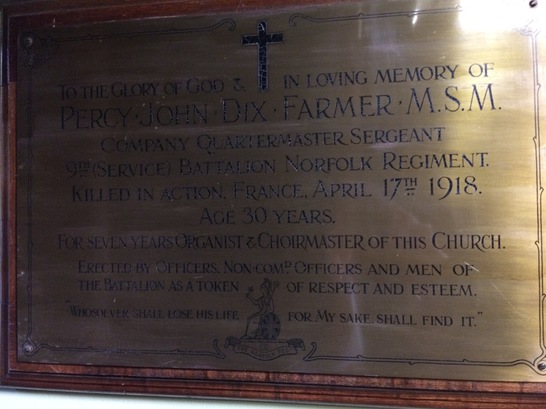 TO THE GLORY OF GOD & IN LOVING MEMORY OF
PERCY · JOHN · DIX · FARMER · M.S.M.
COMPANY QUARTERMASTER SERGEANT
9TH (SERVICE) BATTALION NORFOLK REGIMENT.
KILLED IN ACTION, FRANCE, APRIL 17TH 1918.
AGE 30 YEARS.
FOR SEVEN YEARS ORGANIST & CHOIRMASTER OF THIS CHURCH.
ERECTED BY OFFICERS, NON-COMD OFFICERS AND MEN OF
THE BATTALION AS A TOKEN OF RESPECT AND ESTEEM.
"WHOSOEVER SHALL LOSE HIS LIFE FOR MY SAKE SHALL FIND IT."